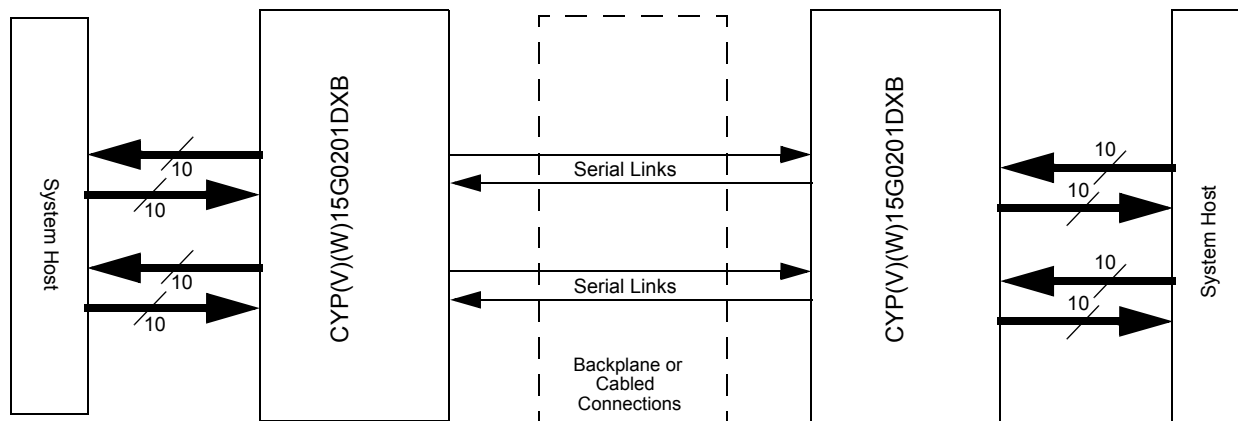 System Host
10
10
10
10
CYP(V)(W)15G0201DXB
Serial Links
Serial Links
Backplane or
Cabled
Connections
CYP(V)(W)15G0201DXB
10
10
10
10
System Host